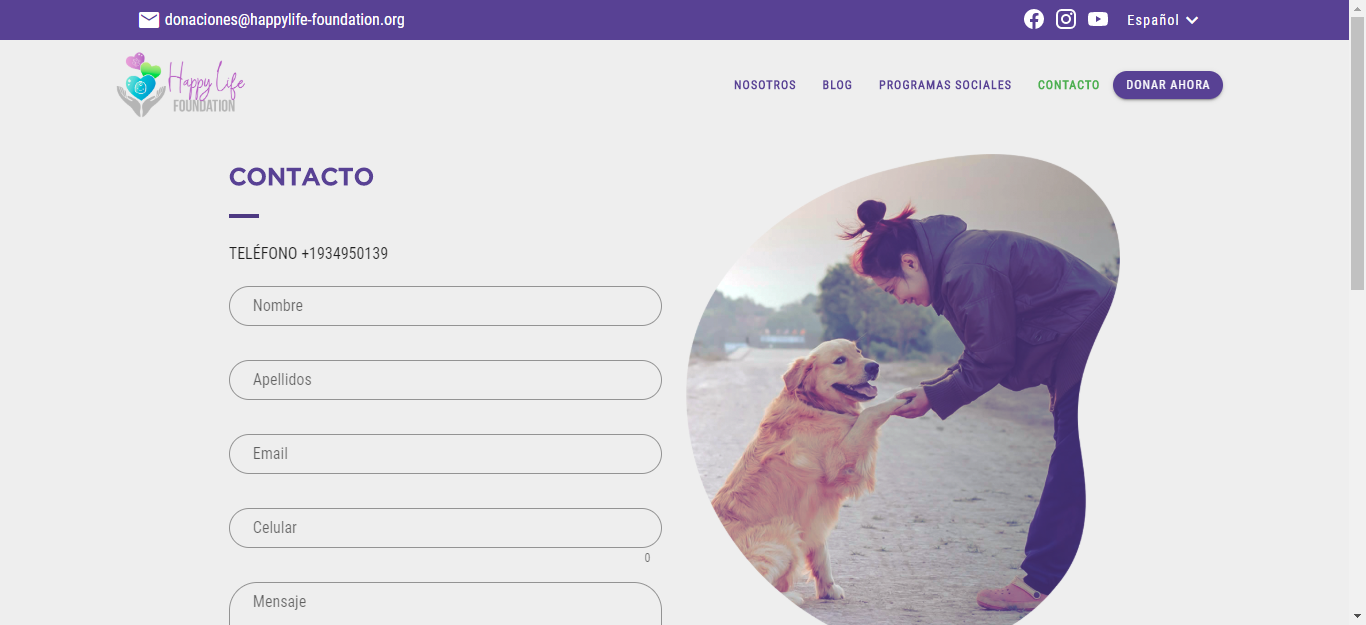 donaciones@happylife-foundation.org
Español
Happy Life
FOUNDATION
NOSOTROS
BLOG
PROGRAMAS SOCIALES
CONTACTO
DONAR AHORA
CONTACTO
TELÉFONO +1934950139
Nombre
Apellidos
Email
Celular
0
Mensaje